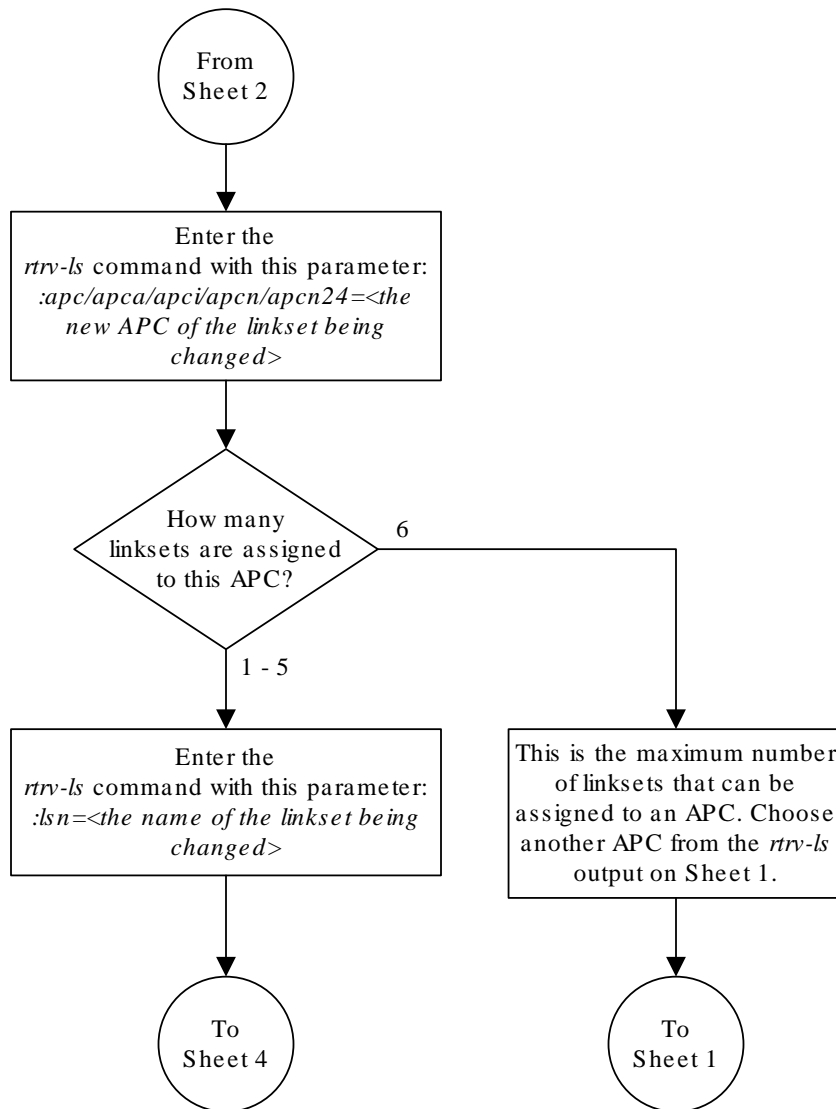 From
Sheet 2
Enter the
rtrv-ls command with this parameter:
:apc/apca/apci/apcn/apcn24=<the
new APC of the linkset being
changed>
How many
linksets are assigned
to this APC?
6
1 - 5
Enter the
rtrv-ls command with this parameter:
:lsn=<the name of the linkset being
changed>
This is the maximum number
of linksets that can be
assigned to an APC. Choose
another APC from the rtrv-ls
output on Sheet 1.
To
Sheet 4
To
Sheet 1